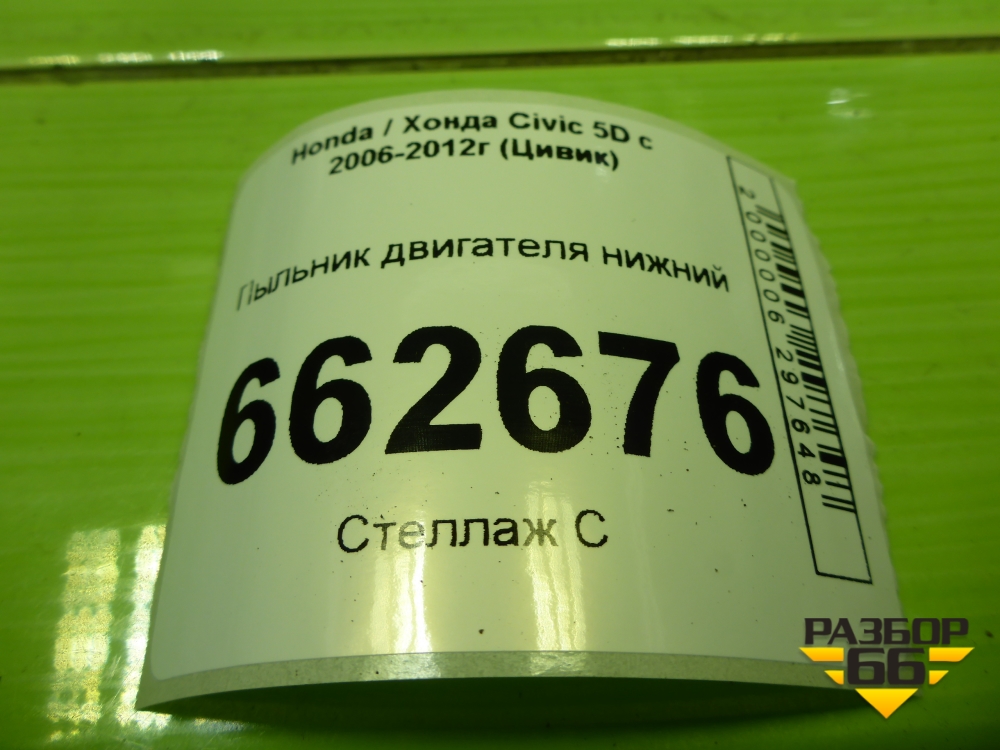 Honda / Хонда Civic 5D с
2006-2012г (Цивик)
Пыльник двигателя нижний
662676
Стеллаж С
2000006297648
РАЗБОР
66